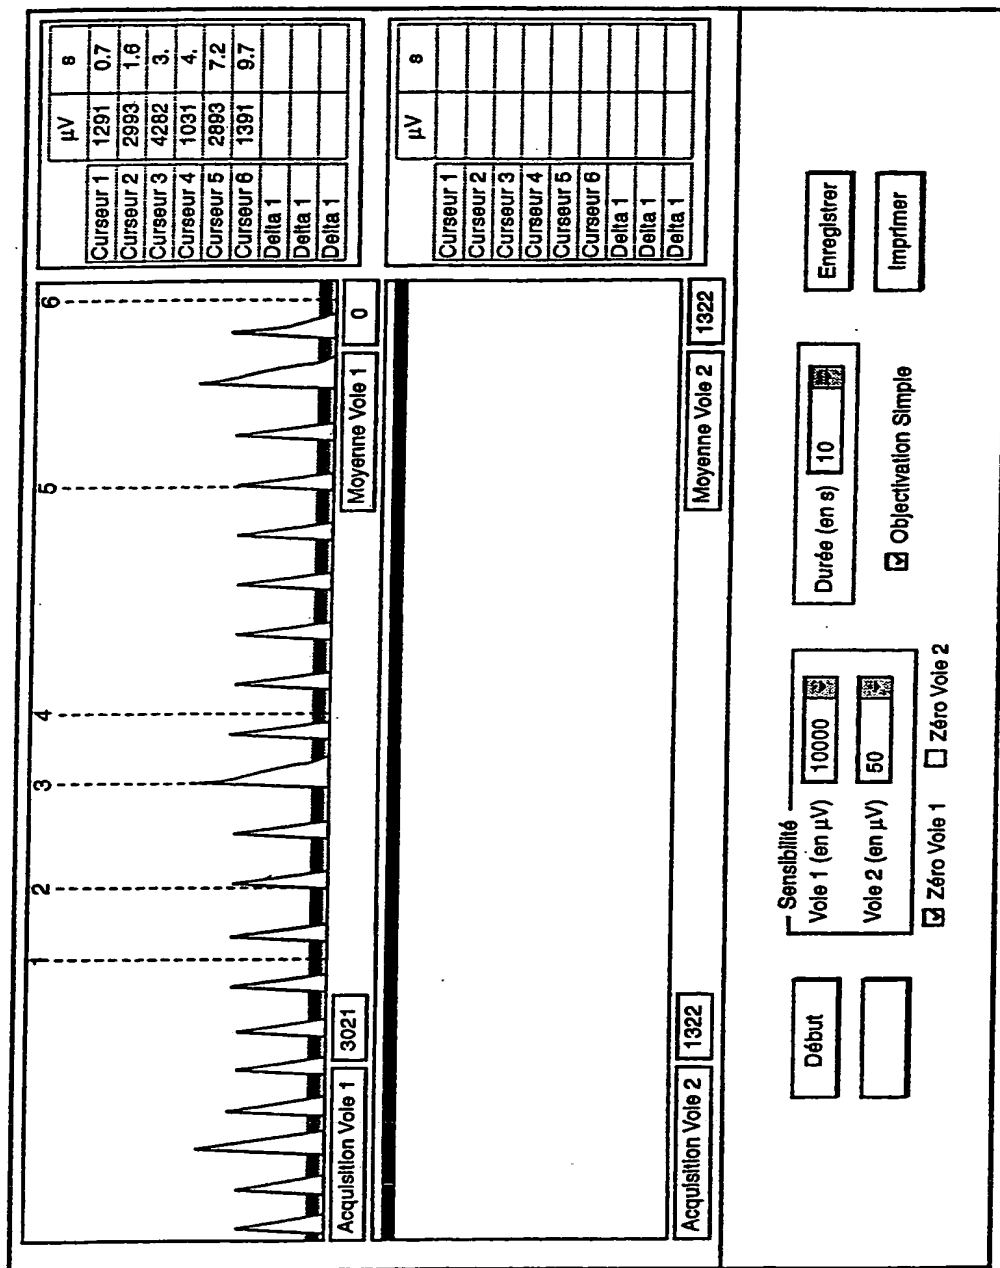 1
2
3
4
5
6
µV s
Curseur 1 1291 0.7
Curseur 2 2993 1.6
Curseur 3 4282 3.
Curseur 4 1031 4.
Curseur 5 2893 7.2
Curseur 6 1391 9.7
Delta 1
Delta 1
Delta 1
Acquisition Voie 1 3021
Moyenne Voie 1 0
µV s
Curseur 1
Curseur 2
Curseur 3
Curseur 4
Curseur 5
Curseur 6
Delta 1
Delta 1
Delta 1
Acquisition Voie 2 1322
Moyenne Voie 2 1322
Début
Sensibilité
Voie 1 (en µV) 10000
Voie 2 (en µV) 50
Zéro Voie 1
Zéro Voie 2
Durée (en s) 10
Objectivation Simple
Enregistrer
Imprimer